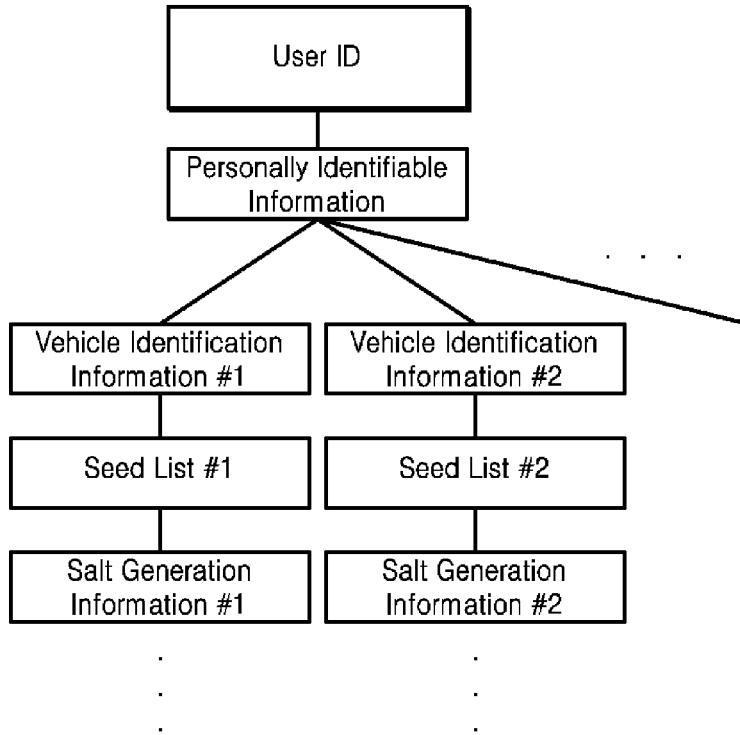 User ID
Personally Identifiable
Information
. . .
Vehicle Identification
Information #1
Vehicle Identification
Information #2
Seed List #1
Seed List #2
Salt Generation
Information #1
Salt Generation
Information #2